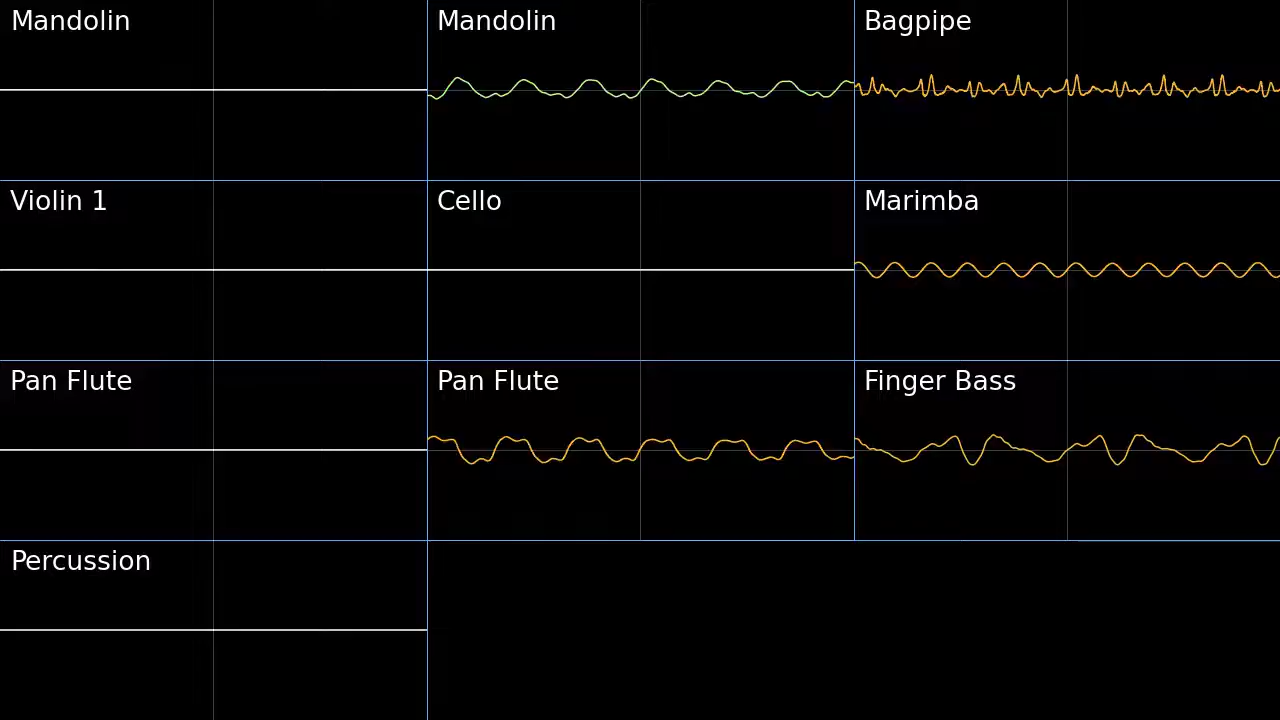 Mandolin
Mandolin
Bagpipe
Violin 1
Cello
Marimba
Pan Flute
Pan Flute
Finger Bass
Percussion